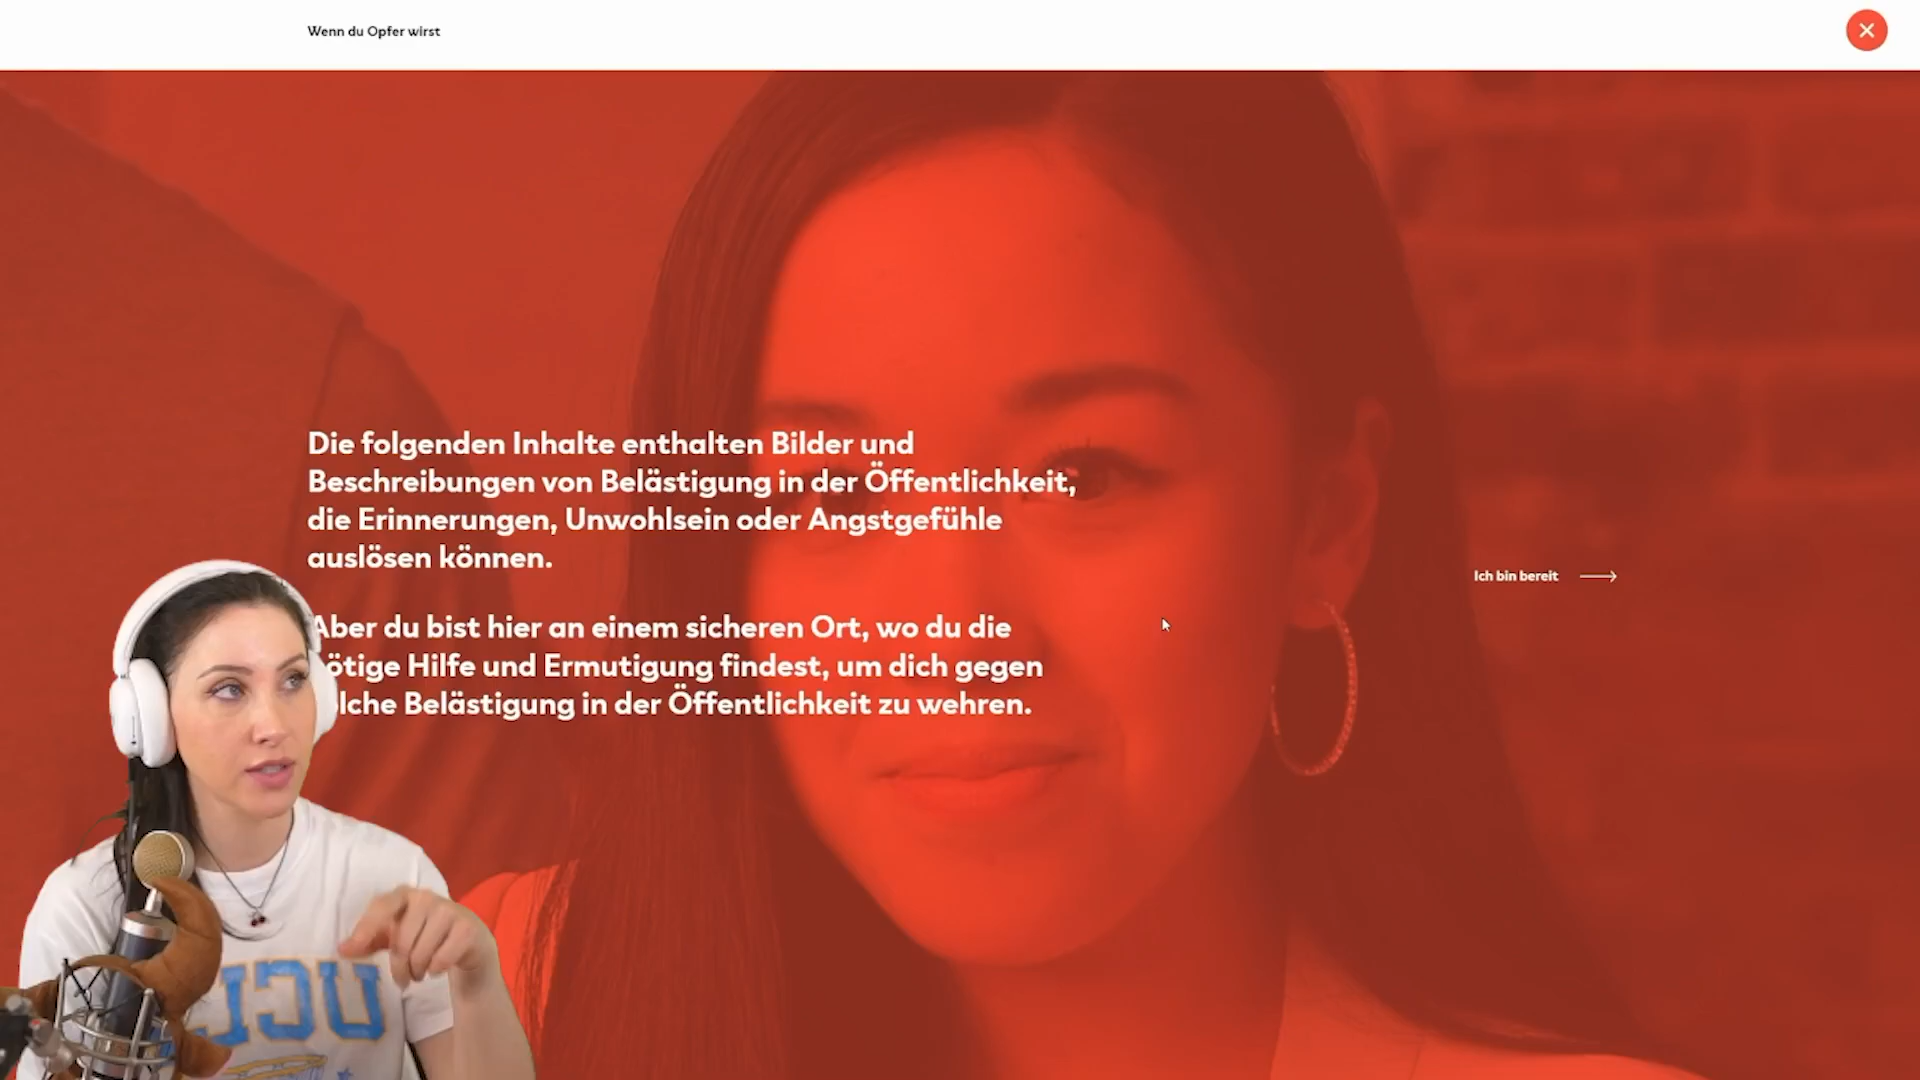 Wenn du Opfer wirst
Die folgenden Inhalte enthalten Bilder und
Beschreibungen von Belästigung in der Öffentlichkeit,
die Erinnerungen, Unwohlsein oder Angstgefühle
auslösen können.
Ich bin bereit
Aber du bist hier an einem sicheren Ort, wo du die
ötige Hilfe und Ermutigung findest, um dich gegen
lche Belästigung in der Öffentlichkeit zu wehren.
UCL